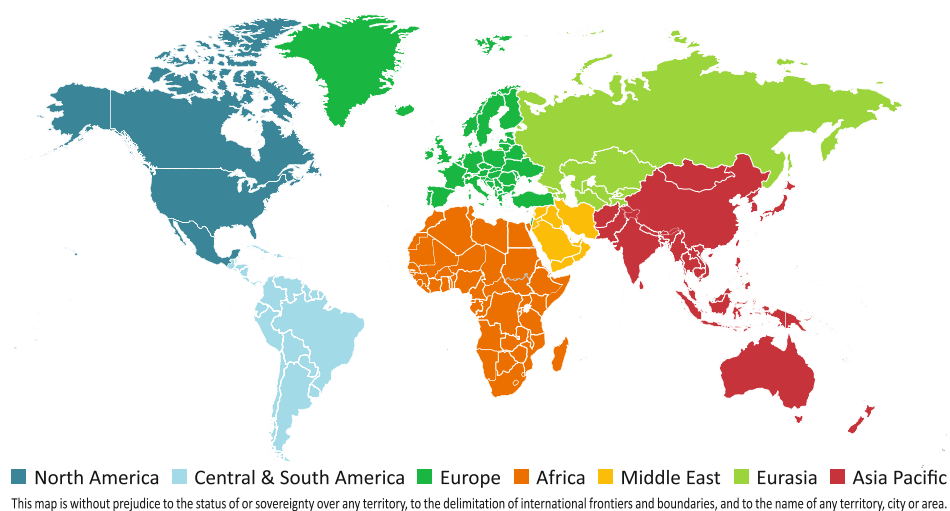 North America Central & South America Europe Africa Middle East Eurasia Asia Pacific
This map is without prejudice to the status of or sovereignty over any territory, to the delimitation of international frontiers and boundaries, and to the name of any territory, city or area.